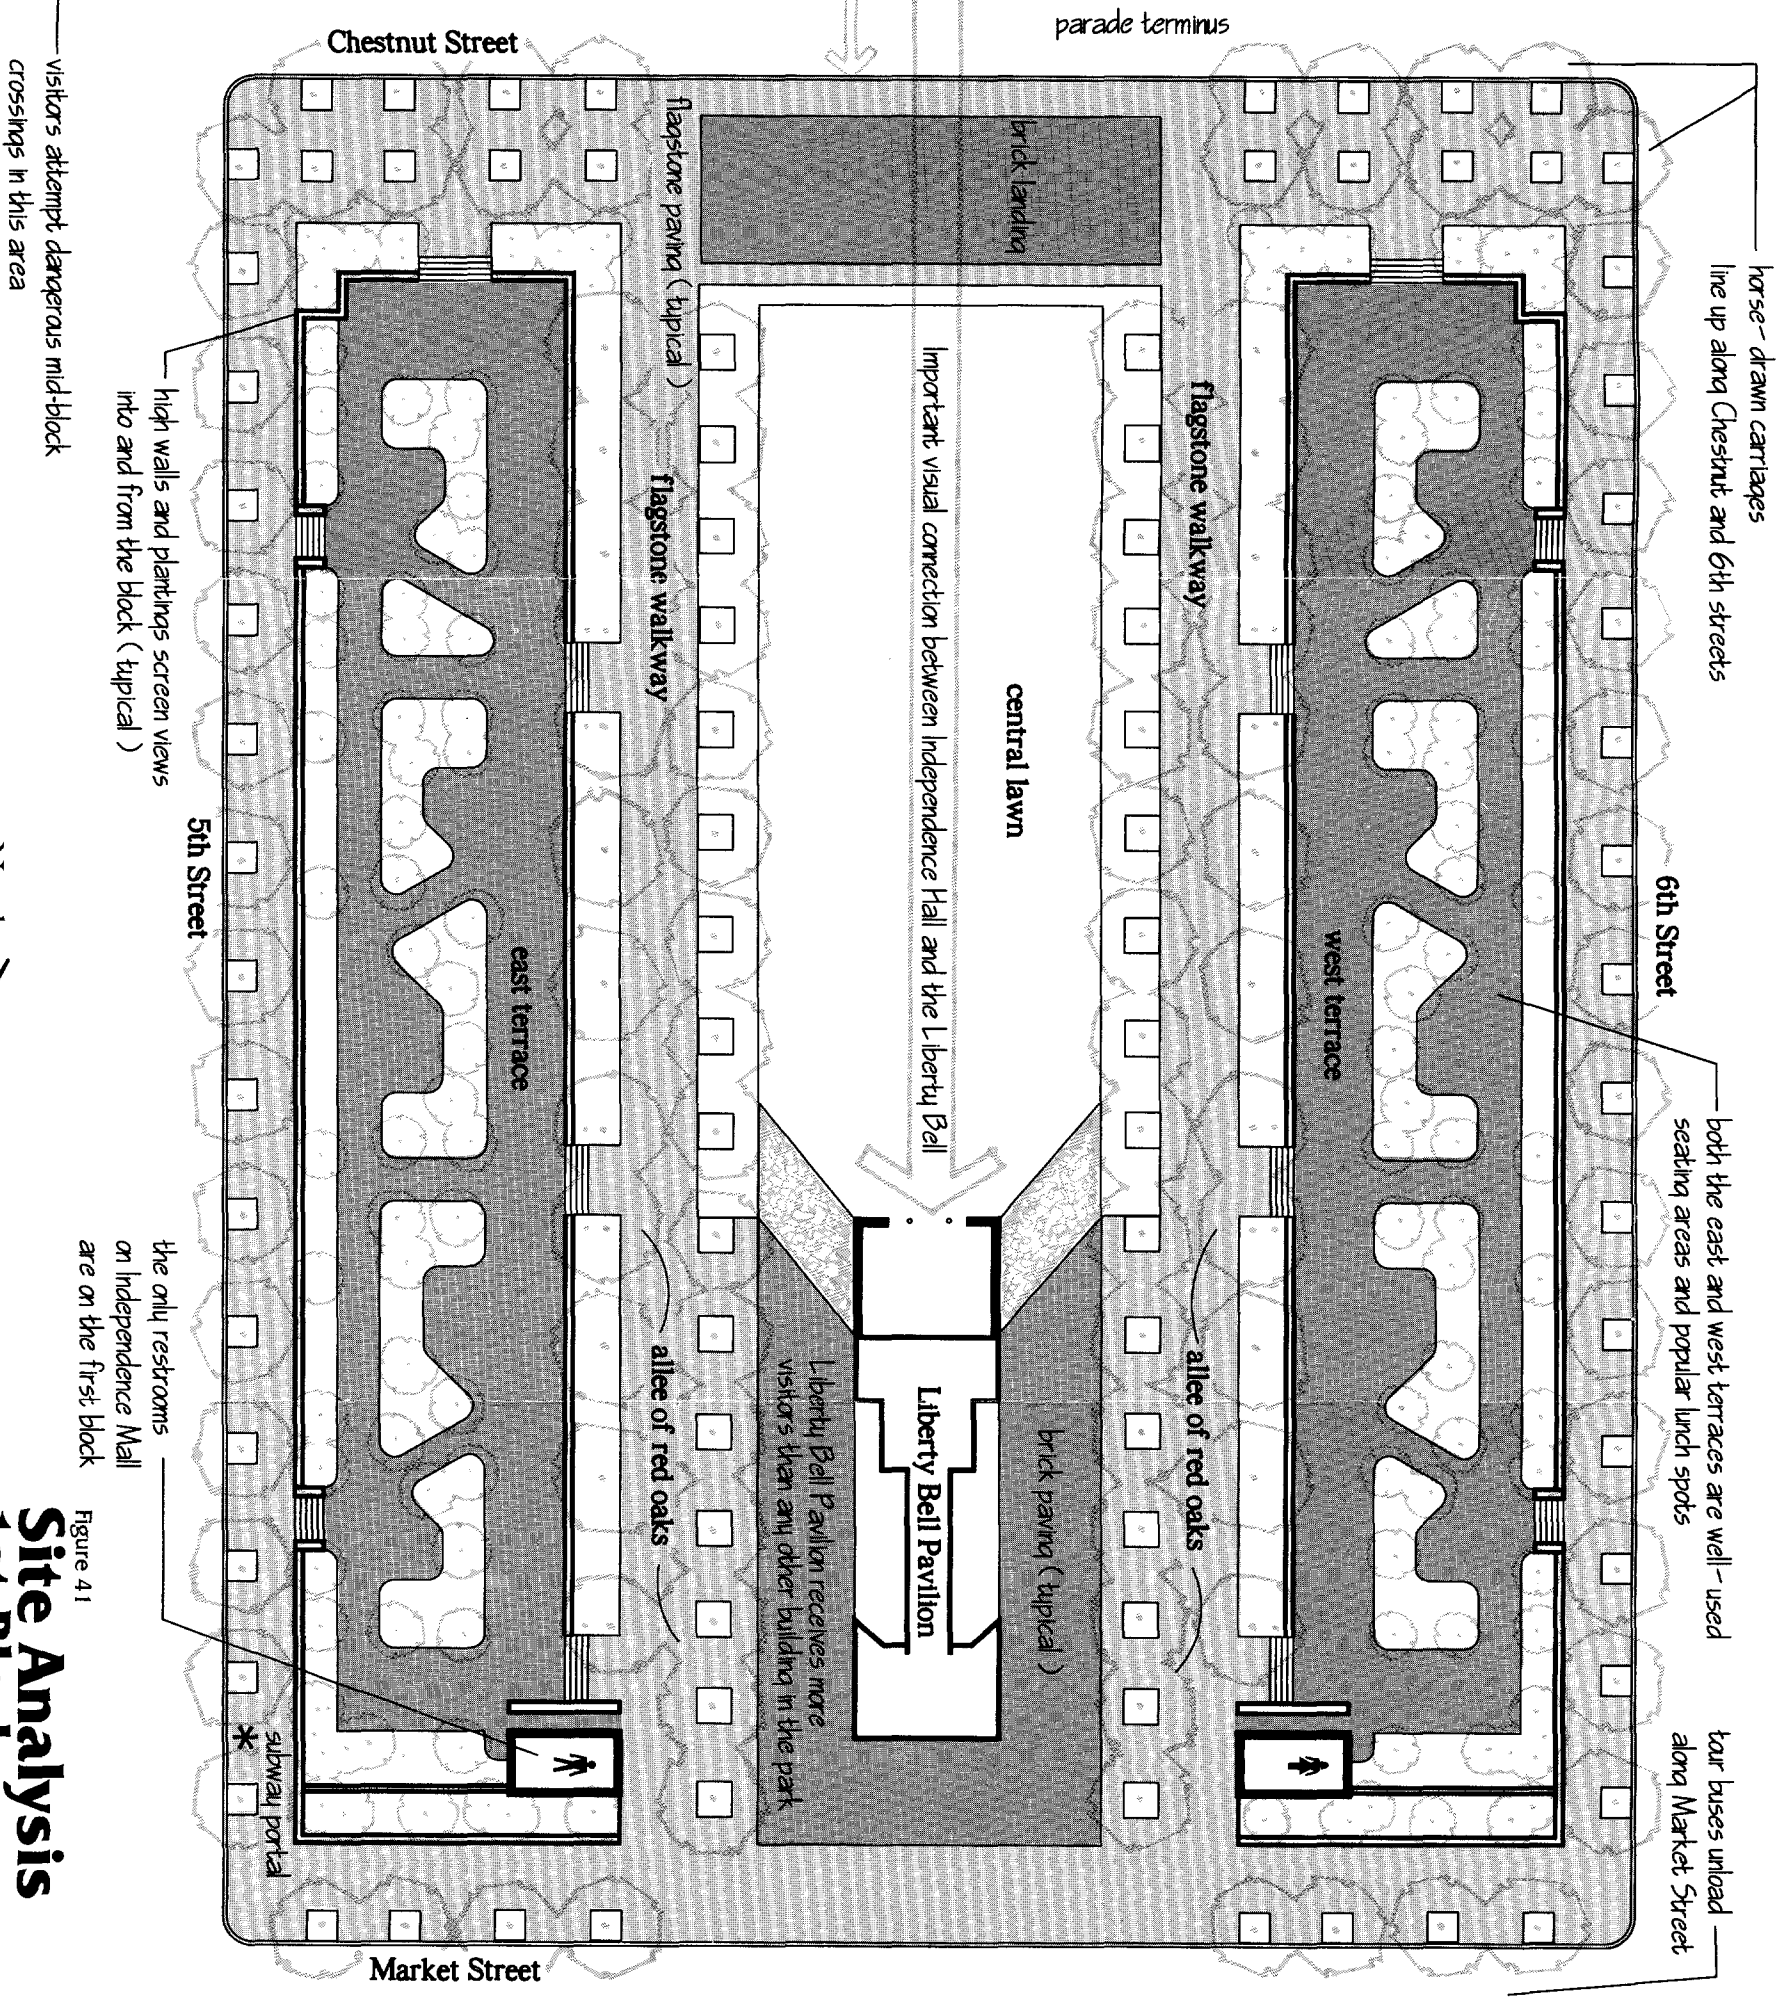 parade terminus
Chestnut Street
horse-drawn carriages
line up along Chestnut and 6th streets
visitors attempt dangerous mid-block
crossings in this area
brick landing
flagstone paving (typical)
high walls and plantings screen views
into and from the block (typical)
flagstone walkway
flagstone walkway
Important visual connection between Independence Hall and the Liberty Bell
central lawn
5th Street
6th Street
east terrace
west terrace
both the east and west terraces are well-used
seating areas and popular lunch spots
the only restrooms
on Independence Mall
are on the first block
allee of red oaks
allee of red oaks
Liberty Bell Pavilion
Liberty Bell Pavilion receives more
visitors than any other building in the park
brick paving (typical)
subway portal
*
tour buses unload
along Market Street
Market Street
Figure 41
Site Analysis